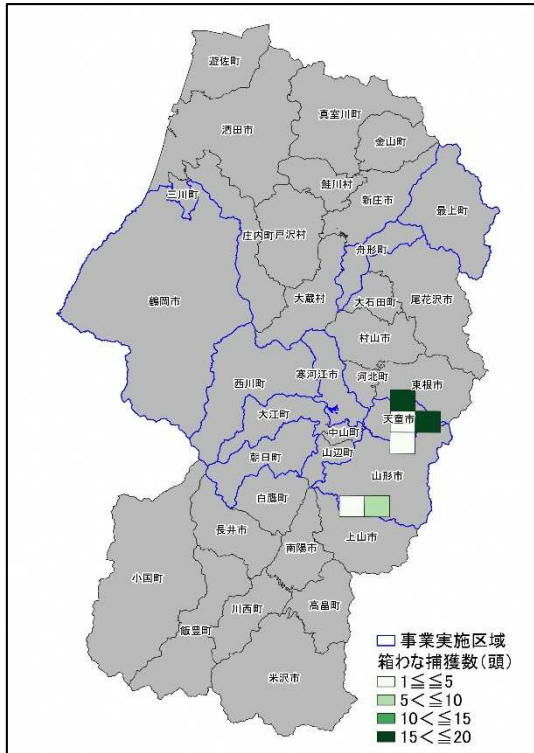 遊佐町
真室川町
酒田市
金山町
鮭川村
新庄市
三川町
最上町
庄内町
戸沢村
舟形町
鶴岡市
大蔵村
大石田町
尾花沢市
村山市
寒河江市
西川町
河北町
東根市
大江町
天童市
中山町
朝日町
山辺町
山形市
白鷹町
長井市
上山市
南陽市
小国町
川西町
高畠町
飯豊町
米沢市
事業実施区域
箱わな捕獲数(頭)
1≦≦5
5<≦10
10<≦15
15<≦20